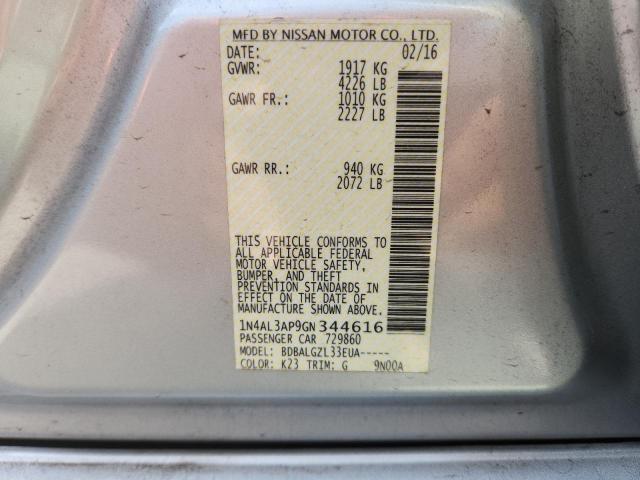 MFD BY NISSAN MOTOR CO., LTD.
DATE: 02/16
GVWR: 1917 KG
4226 LB
GAWR FR.: 1010 KG
2227 LB
GAWR RR.: 940 KG
2072 LB
THIS VEHICLE CONFORMS TO
ALL APPLICABLE FEDERAL
MOTOR VEHICLE SAFETY,
BUMPER, AND THEFT
PREVENTION STANDARDS IN
EFFECT ON THE DATE OF
MANUFACTURE SHOWN ABOVE.
1N4AL3AP9GN344616
PASSENGER CAR 729860
MODEL: BDBALGZL33EUA-----
COLOR: K23 TRIM: G 9N00A